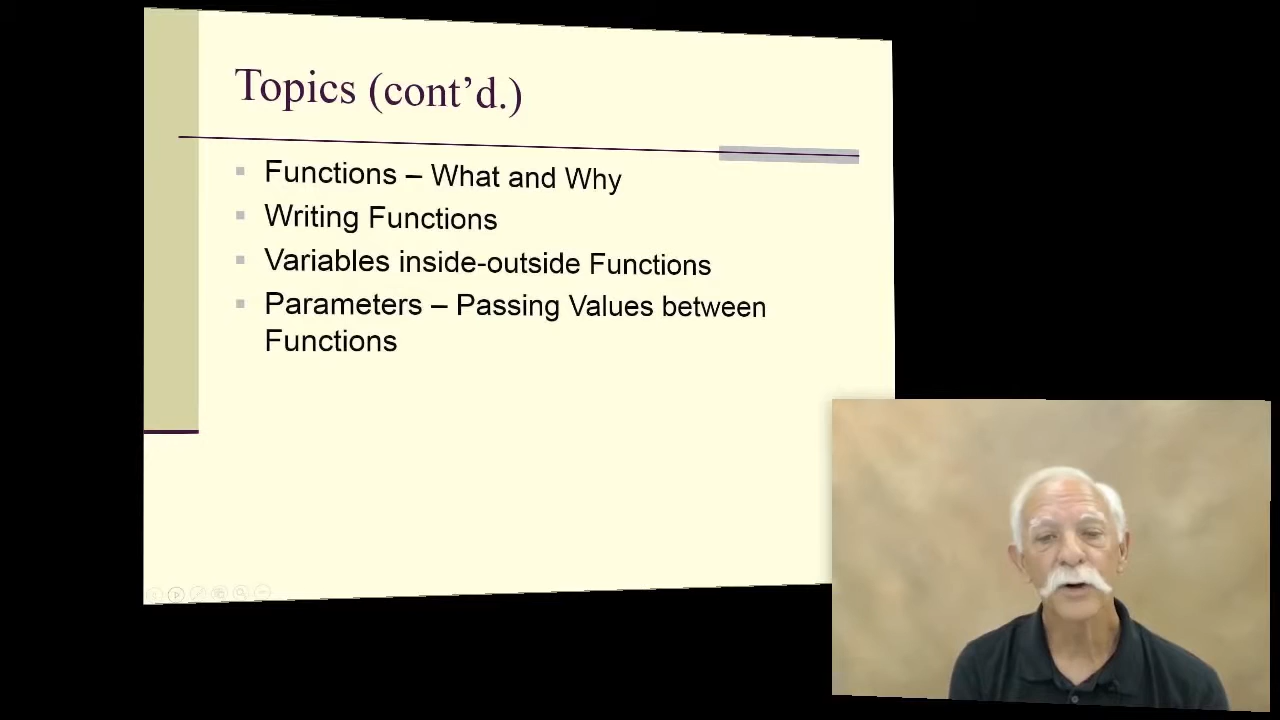 Topics (cont’d.)
Functions – What and Why
Writing Functions
Variables inside-outside Functions
Parameters – Passing Values between
Functions